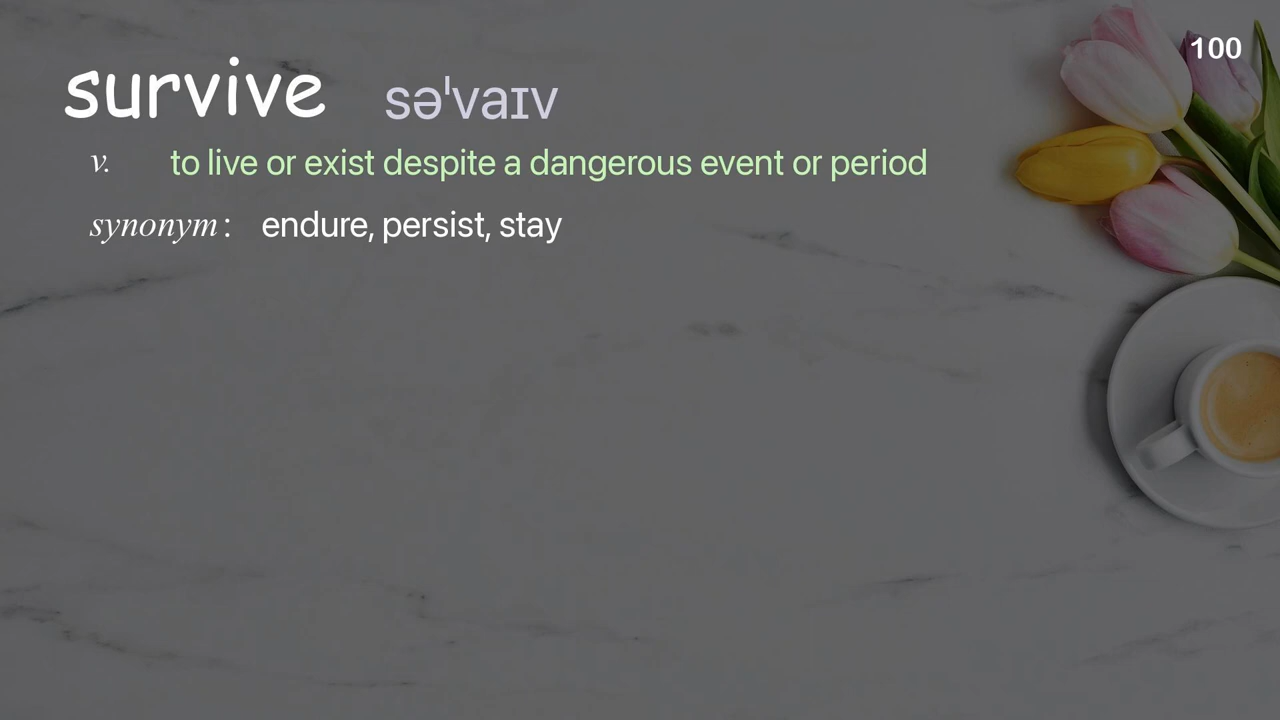 100
survive səˈvaɪv
v. to live or exist despite a dangerous event or period
synonym: endure, persist, stay